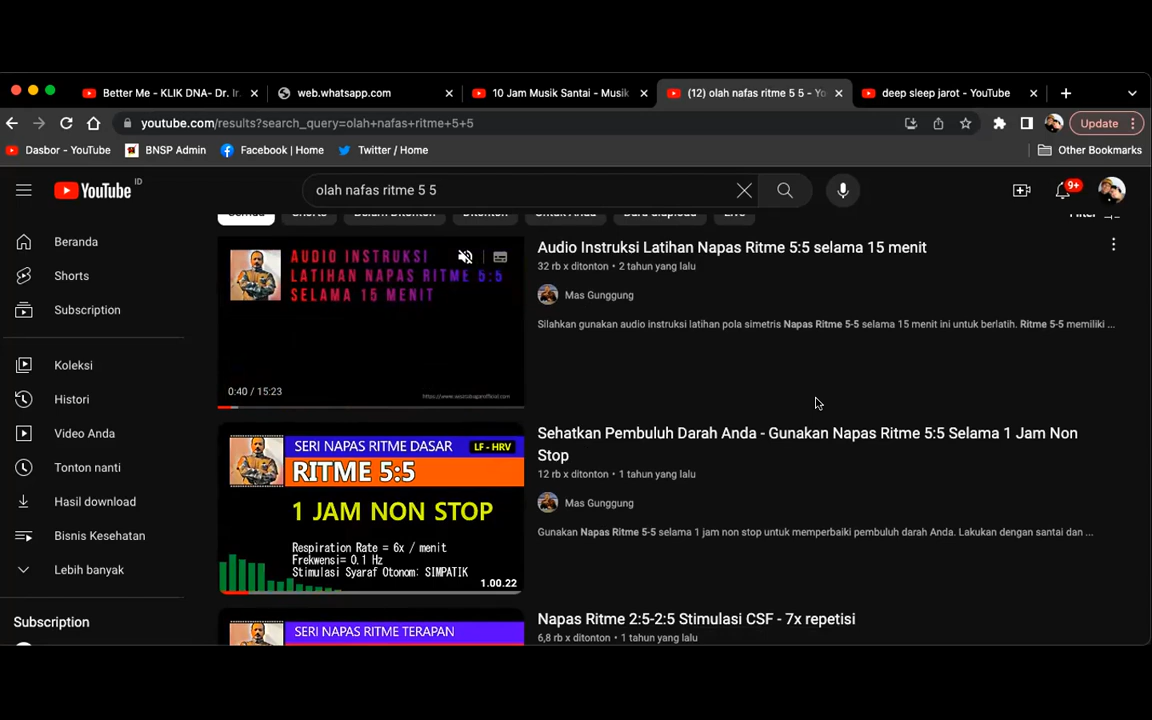 Better Me - KLIK DNA- Dr. Ir.
web.whatsapp.com
10 Jam Musik Santai - Musik
(12) olah nafas ritme 5 5 - Yo
deep sleep jarot - YouTube
youtube.com/results?search_query=olah+nafas+ritme+5+5
Update
Dasbor - YouTube
BNSP Admin
Facebook | Home
Twitter / Home
Other Bookmarks
YouTube ID
olah nafas ritme 5 5
9+
Beranda
Shorts
Subscription
Koleksi
Histori
Video Anda
Tonton nanti
Hasil download
Bisnis Kesehatan
Lebih banyak
Subscription
AUDIO INSTRUKSI
LATIHAN NAPAS RITME 5:5
SELAMA 15 MENIT
0:40 / 15:23
Audio Instruksi Latihan Napas Ritme 5:5 selama 15 menit
32 rb x ditonton • 2 tahun yang lalu
Mas Gunggung
Silahkan gunakan audio instruksi latihan pola simetris Napas Ritme 5-5 selama 15 menit ini untuk berlatih. Ritme 5-5 memiliki ...
SERI NAPAS RITME DASAR
LF - HRV
RITME 5:5
1 JAM NON STOP
Respiration Rate = 6x / menit
Frekwensi= 0.1 Hz
Stimulasi Syaraf Otonom: SIMPATIK
1.00.22
Sehatkan Pembuluh Darah Anda - Gunakan Napas Ritme 5:5 Selama 1 Jam Non
Stop
12 rb x ditonton • 1 tahun yang lalu
Mas Gunggung
Gunakan Napas Ritme 5-5 selama 1 jam non stop untuk memperbaiki pembuluh darah Anda. Lakukan dengan santai dan ...
SERI NAPAS RITME TERAPAN
Napas Ritme 2:5-2:5 Stimulasi CSF - 7x repetisi
6,8 rb x ditonton • 1 tahun yang lalu